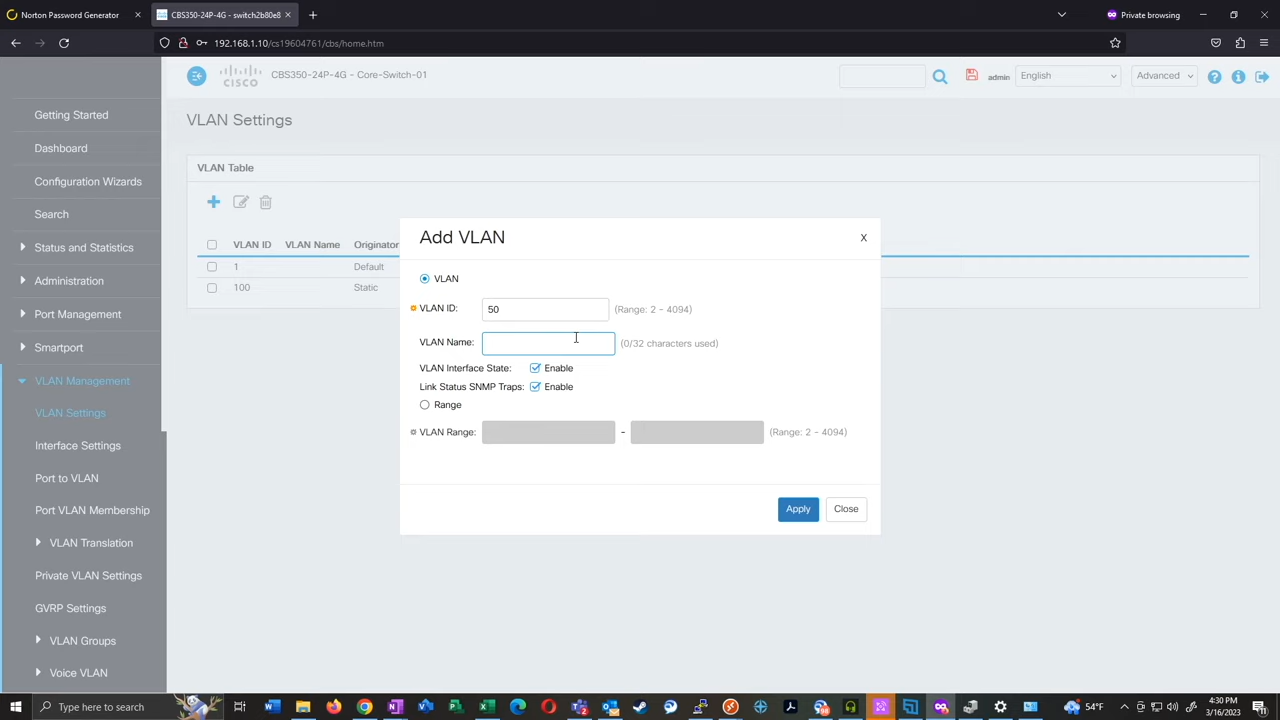 Norton Password Generator
CBS350-24P-4G - switch2b80e8
Private browsing
192.168.1.10/cs19604761/cbs/home.htm
CISCO
CBS350-24P-4G - Core-Switch-01
admin
English
Advanced
Getting Started
Dashboard
Configuration Wizards
Search
Status and Statistics
Administration
Port Management
Smartport
VLAN Management
VLAN Settings
Interface Settings
Port to VLAN
Port VLAN Membership
VLAN Translation
Private VLAN Settings
GVRP Settings
VLAN Groups
Voice VLAN
VLAN Settings
VLAN Table
VLAN ID VLAN Name Originator
1 Default
100 Static
Add VLAN
X
VLAN
VLAN ID: 50 (Range: 2 - 4094)
VLAN Name: (0/32 characters used)
VLAN Interface State: Enable
Link Status SNMP Traps: Enable
Range
VLAN Range: - (Range: 2 - 4094)
Apply Close
Type here to search
54°F
4:30 PM
3/16/2023